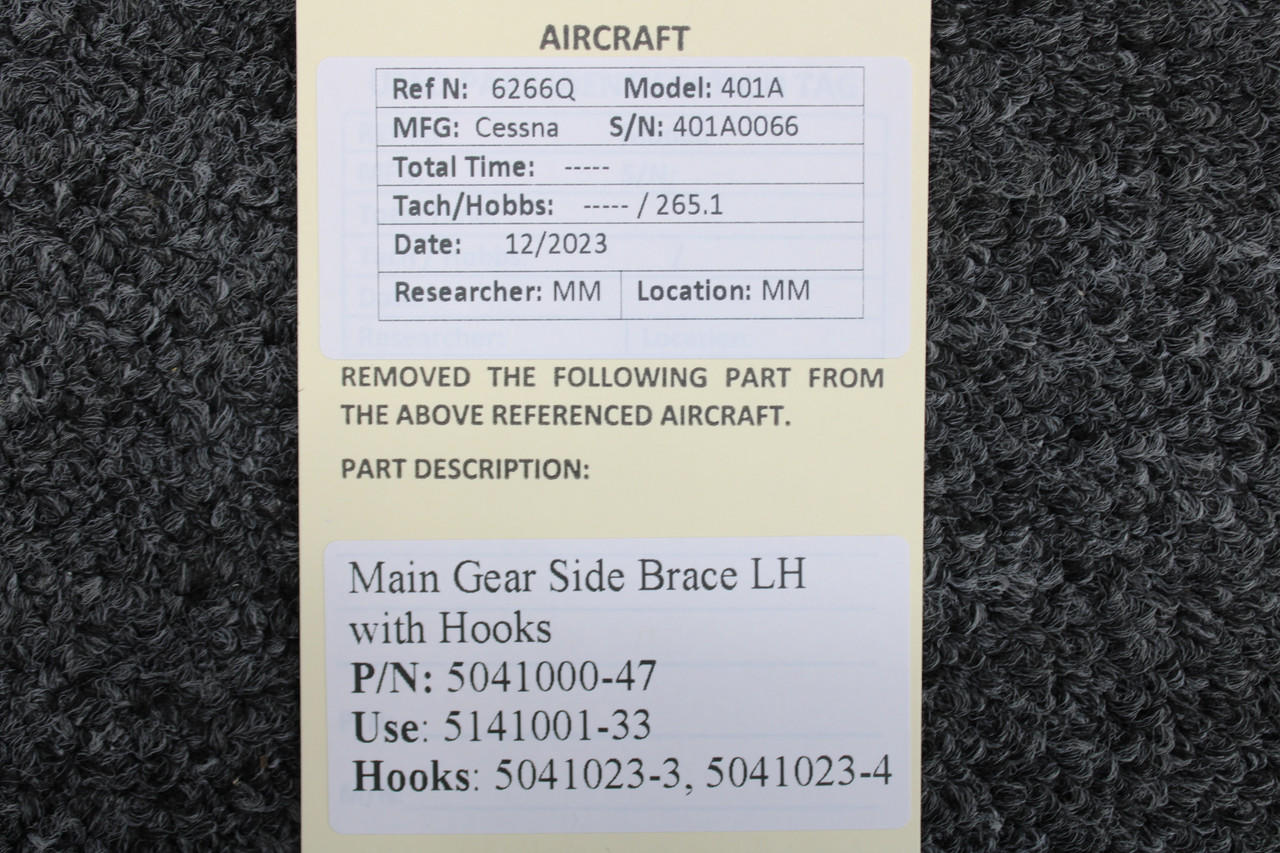 AIRCRAFT
Ref N: 6266Q Model: 401A
MFG: Cessna S/N: 401A0066
Total Time: -----
Tach/Hobbs: ----- / 265.1
Date: 12/2023
Researcher: MM Location: MM
REMOVED THE FOLLOWING PART FROM
THE ABOVE REFERENCED AIRCRAFT.
PART DESCRIPTION:
Main Gear Side Brace LH
with Hooks
P/N: 5041000-47
Use: 5141001-33
Hooks: 5041023-3, 5041023-4